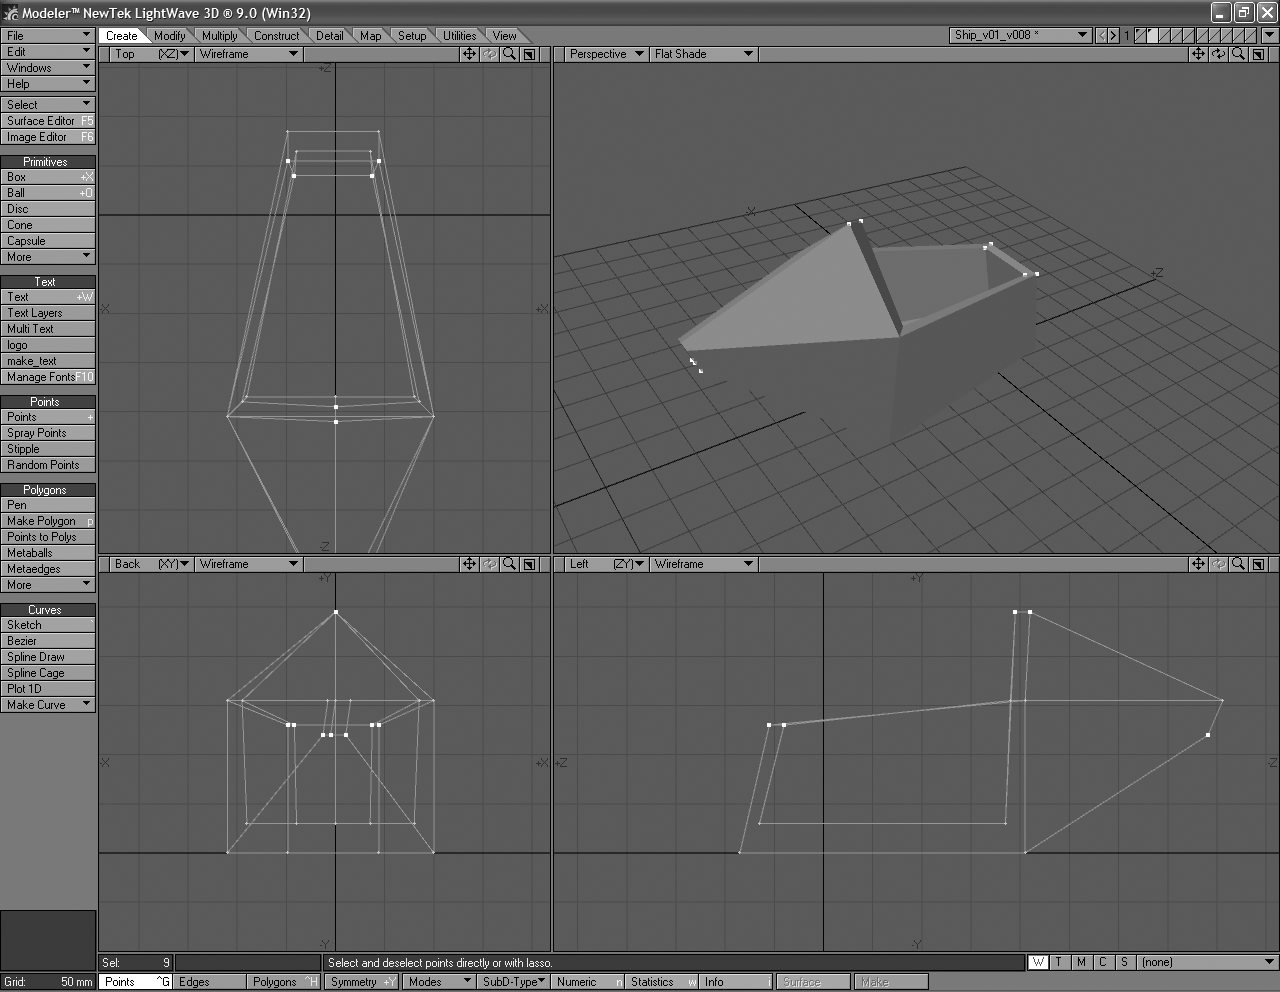 Modeler™ NewTek LightWave 3D ® 9.0 (Win32)
File
Edit
Windows
Help
Select
Surface Editor F5
Image Editor F6
Primitives
Box +X
Ball +O
Disc
Cone
Capsule
More
Text
Text +W
Text Layers
Multi Text
logo
make_text
Manage Fonts F10
Points
Points +
Spray Points
Stipple
Random Points
Polygons
Pen
Make Polygon p
Points to Polys
Metaballs
Metaedges
More
Curves
Sketch `
Bezier
Spline Draw
Spline Cage
Plot 1D
Make Curve
Grid: 50 mm
Create Modify Multiply Construct Detail Map Setup Utilities View
Ship_v01_v008 *
1
Top (XZ) Wireframe
+Z
-X +X
-Z
Perspective Flat Shade
-X
+Z
Back (XY) Wireframe
+Y
-X +X
-Y
Left (ZY) Wireframe
+Y
+Z -Z
-Y
Sel: 9
Select and deselect points directly or with lasso.
W T M C S (none)
Points ^G Edges Polygons ^H Symmetry +Y Modes SubD-Type Numeric n Statistics w Info i Surface Make